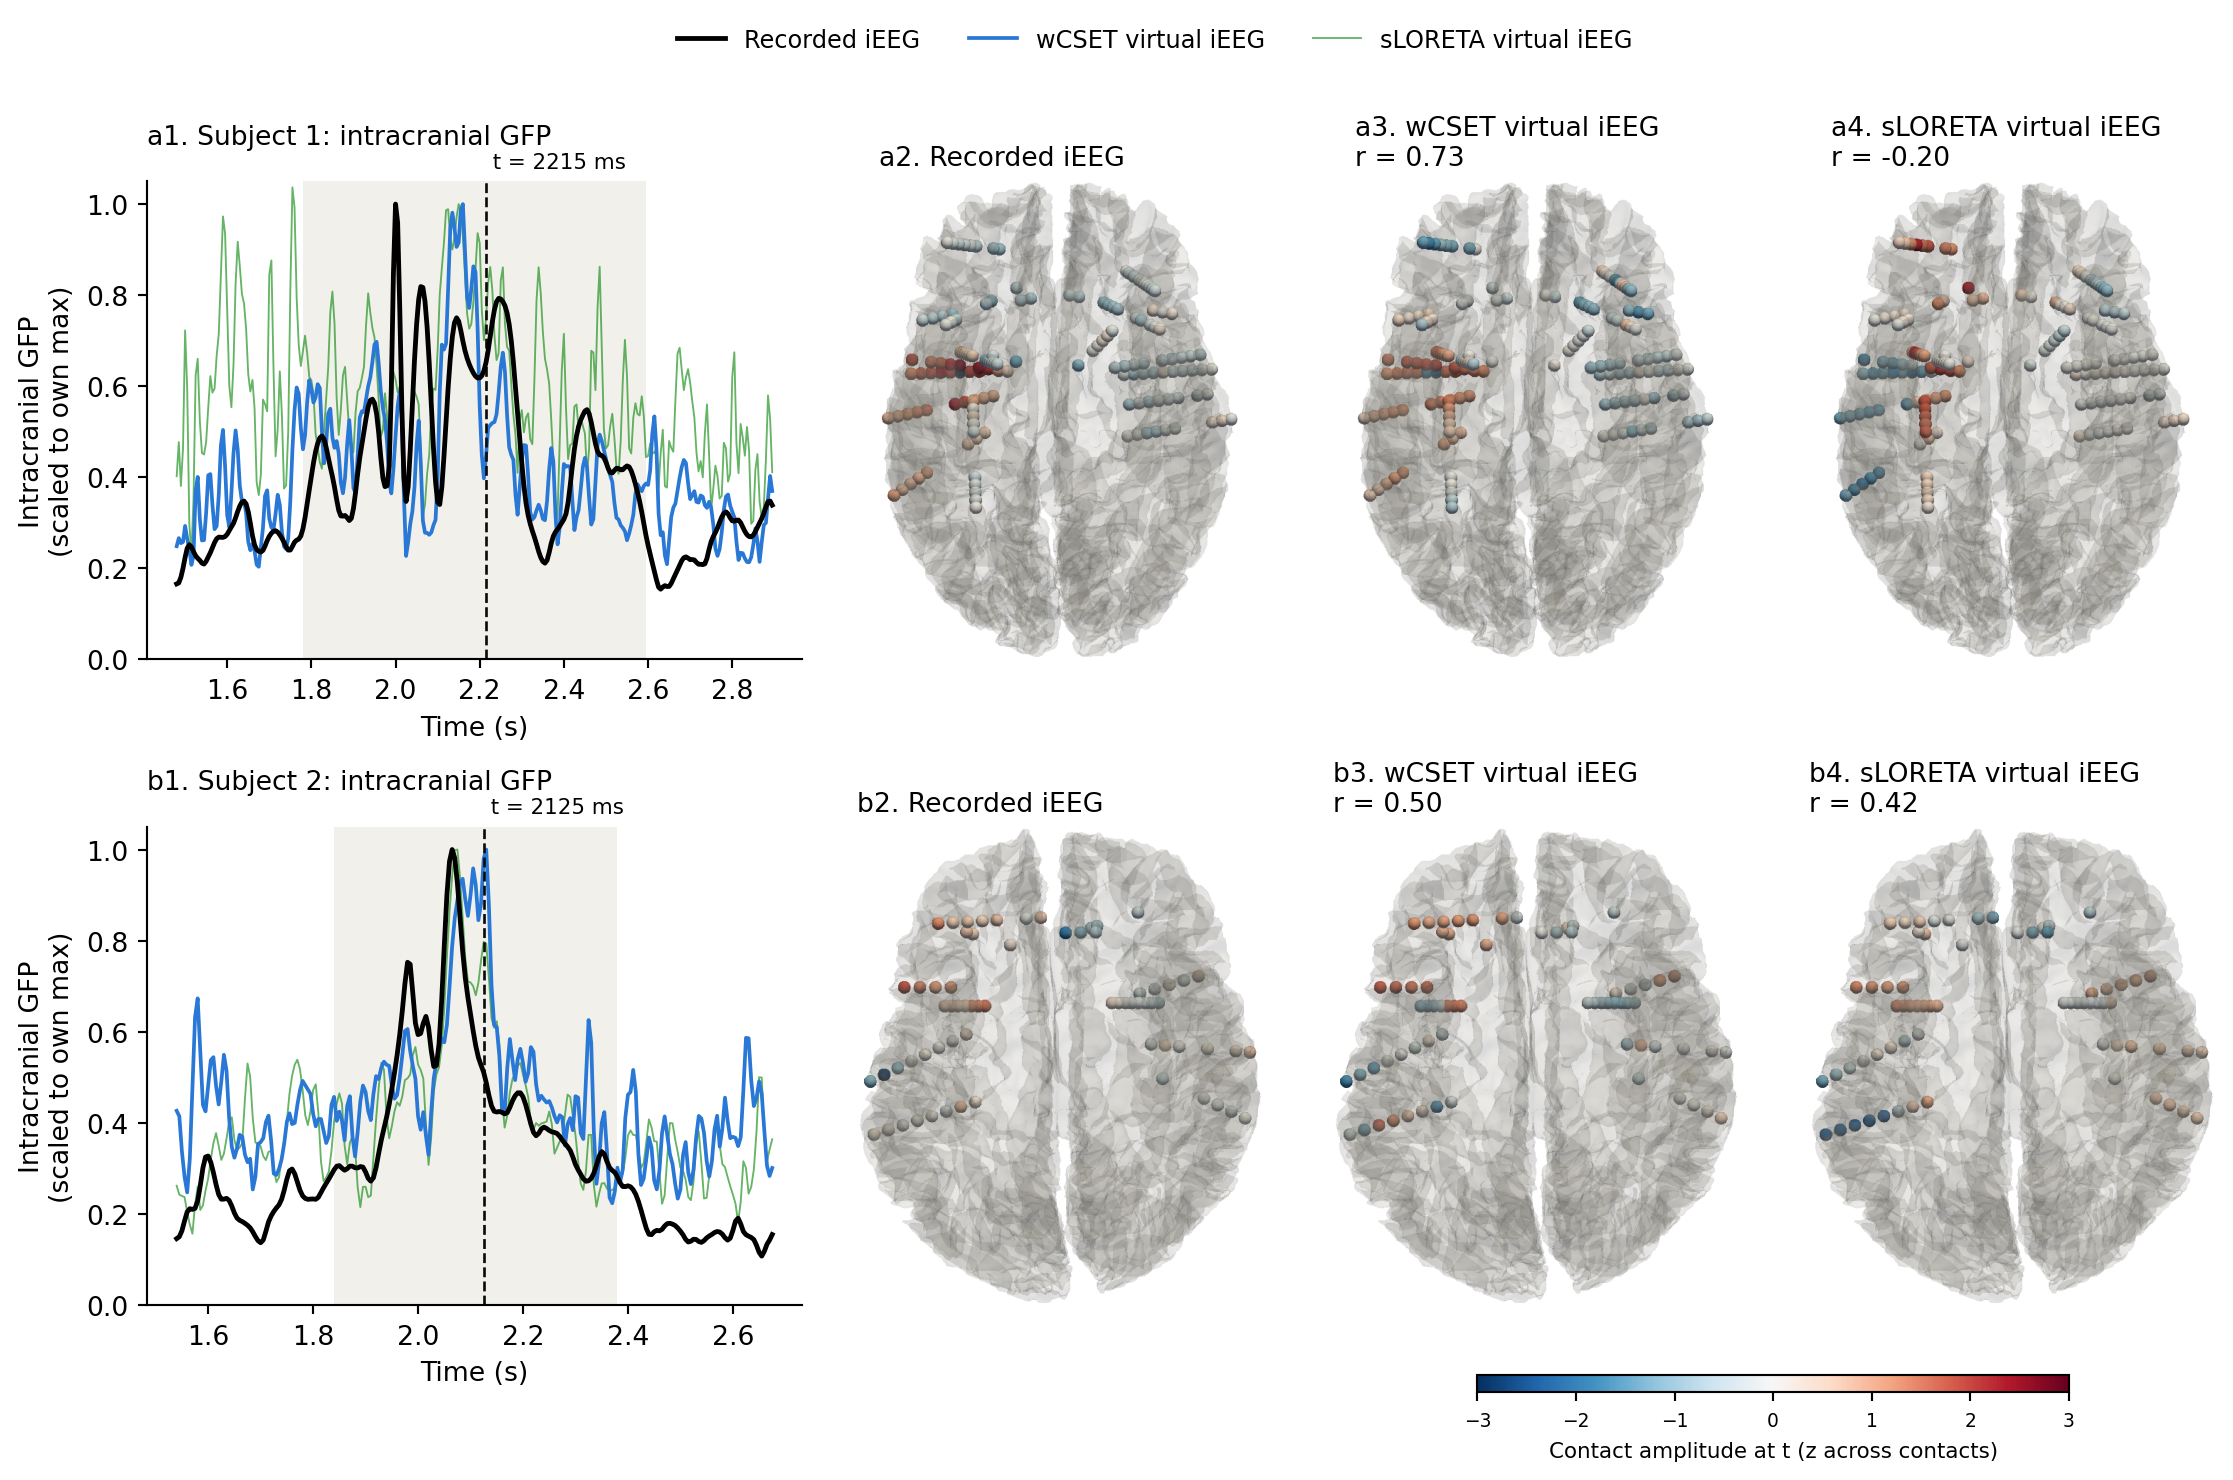 Recorded iEEG
wCSET virtual iEEG
sLORETA virtual iEEG
a1. Subject 1: intracranial GFP
t = 2215 ms
Intracranial GFP
(scaled to own max)
1.0
0.8
0.6
0.4
0.2
0.0
1.6
1.8
2.0
2.2
2.4
2.6
2.8
Time (s)
a2. Recorded iEEG
a3. wCSET virtual iEEG
r = 0.73
a4. sLORETA virtual iEEG
r = -0.20
b1. Subject 2: intracranial GFP
t = 2125 ms
Intracranial GFP
(scaled to own max)
1.0
0.8
0.6
0.4
0.2
0.0
1.6
1.8
2.0
2.2
2.4
2.6
Time (s)
b2. Recorded iEEG
b3. wCSET virtual iEEG
r = 0.50
b4. sLORETA virtual iEEG
r = 0.42
−3
−2
−1
0
1
2
3
Contact amplitude at t (z across contacts)